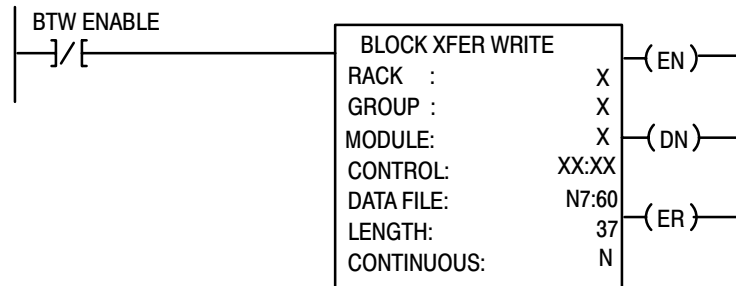 BTW ENABLE
BLOCK XFER WRITE
RACK : X
GROUP : X
MODULE: X
CONTROL: XX:XX
DATA FILE: N7:60
LENGTH: 37
CONTINUOUS: N
EN
DN
ER